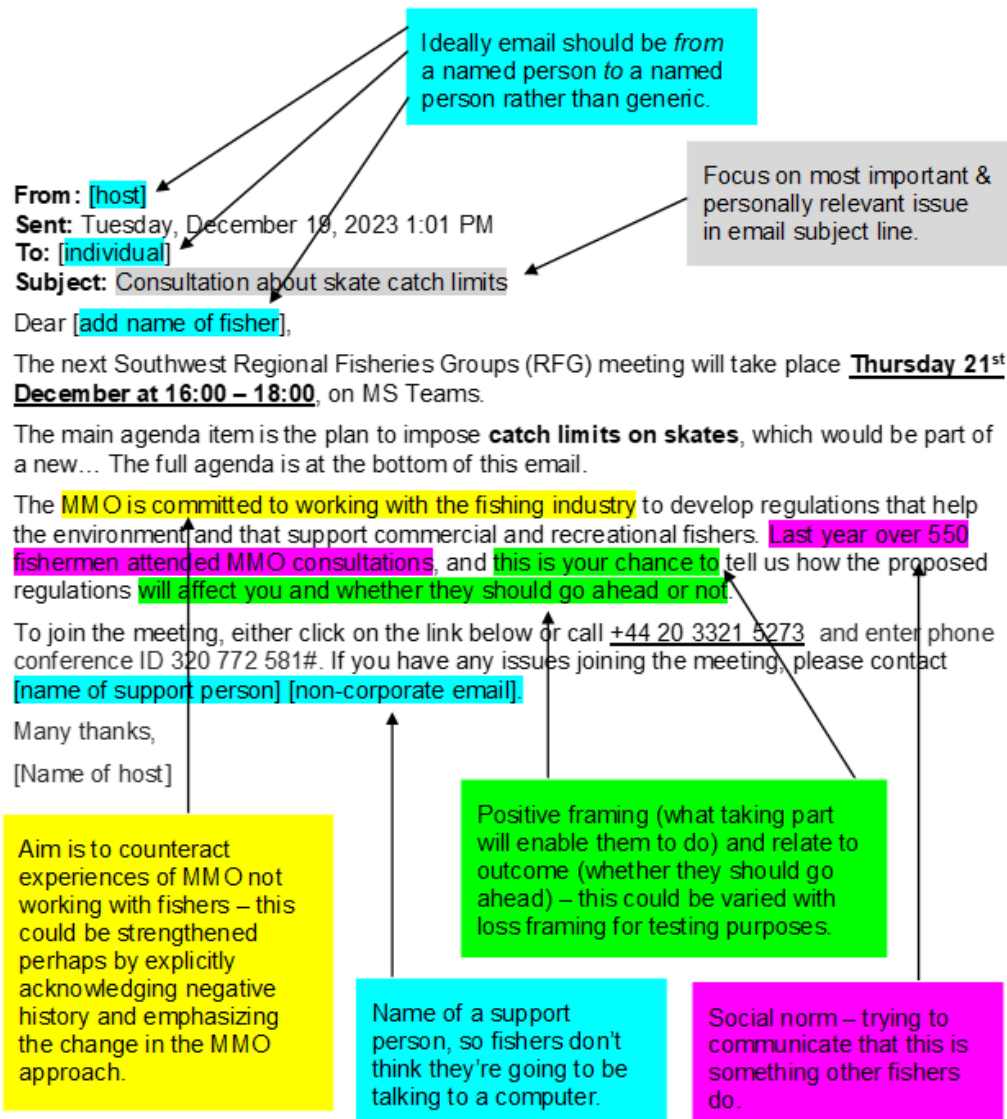 Ideally email should be from
a named person to a named
person rather than generic.
Focus on most important &
personally relevant issue
in email subject line.
From: [host]
Sent: Tuesday, December 19, 2023 1:01 PM
To: [individual]
Subject: Consultation about skate catch limits
Dear [add name of fisher],
The next Southwest Regional Fisheries Groups (RFG) meeting will take place Thursday 21st
December at 16:00 – 18:00, on MS Teams.
The main agenda item is the plan to impose catch limits on skates, which would be part of
a new… The full agenda is at the bottom of this email.
The MMO is committed to working with the fishing industry to develop regulations that help
the environment and that support commercial and recreational fishers. Last year over 550
fishermen attended MMO consultations, and this is your chance to tell us how the proposed
regulations will affect you and whether they should go ahead or not.
To join the meeting, either click on the link below or call +44 20 3321 5273 and enter phone
conference ID 320 772 581#. If you have any issues joining the meeting, please contact
[name of support person] [non-corporate email].
Many thanks,
[Name of host]
Aim is to counteract
experiences of MMO not
working with fishers – this
could be strengthened
perhaps by explicitly
acknowledging negative
history and emphasizing
the change in the MMO
approach.
Positive framing (what taking part
will enable them to do) and relate to
outcome (whether they should go
ahead) – this could be varied with
loss framing for testing purposes.
Name of a support
person, so fishers don't
think they're going to be
talking to a computer.
Social norm – trying to
communicate that this is
something other fishers
do.